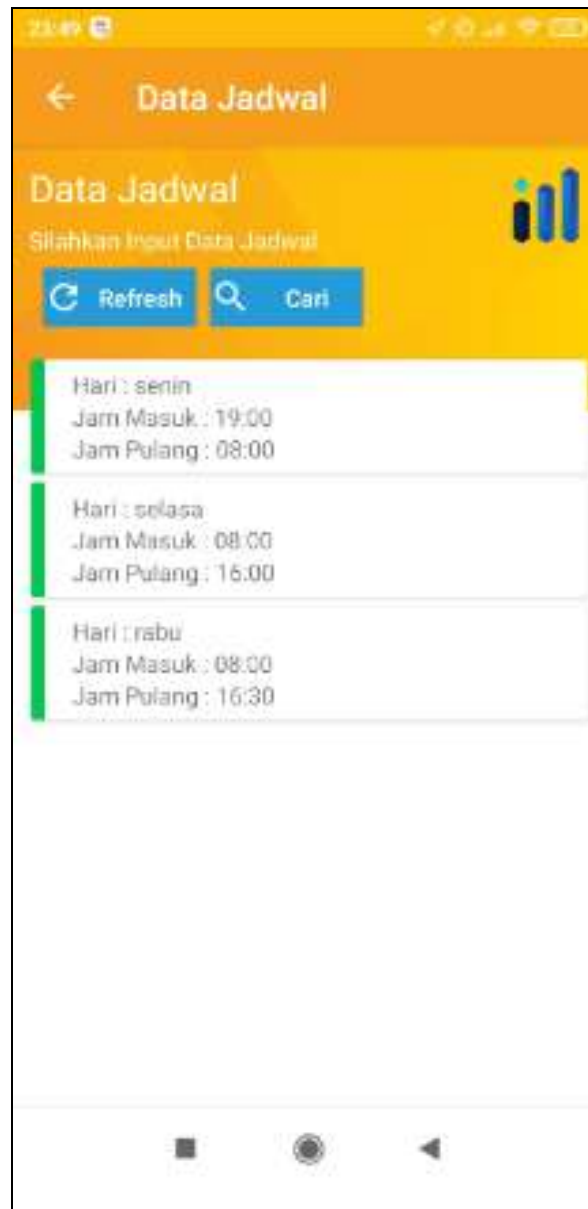 23:49
Data Jadwal
Data Jadwal
Silahkan Input Data Jadwal
Refresh
Cari
Hari : senin
Jam Masuk : 19:00
Jam Pulang : 08:00
Hari : selasa
Jam Masuk : 08:00
Jam Pulang : 16:00
Hari : rabu
Jam Masuk : 08:00
Jam Pulang : 16:30